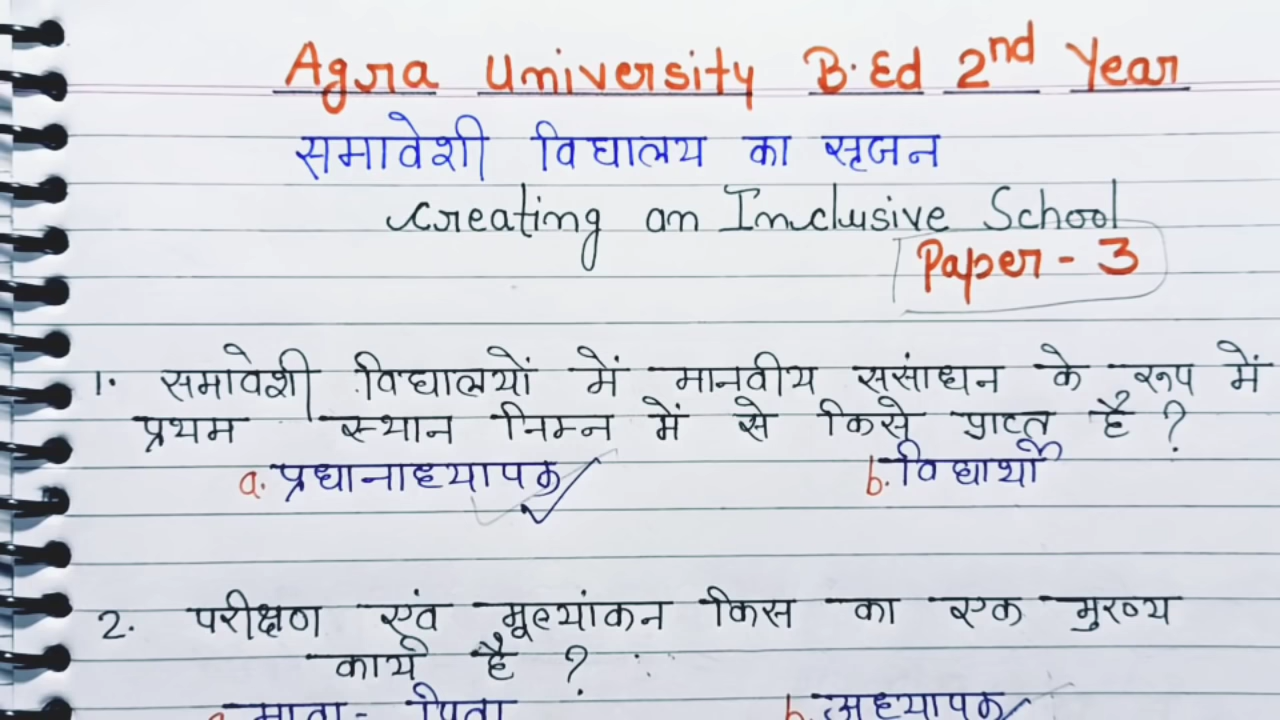 Agra University B.Ed 2nd Year
समावेशी विद्यालय का सृजन
Creating an Inclusive School
Paper - 3
1. समावेशी विद्यालयों में मानवीय संसाधन के रूप में
प्रथम स्थान निम्न में से किसे प्राप्त है ?
a. प्रधानाध्यापक b. विद्यार्थी
2. परीक्षण एवं मूल्यांकन किस का एक मुख्य
कार्य है ?
a. माता - पिता b. अध्यापक